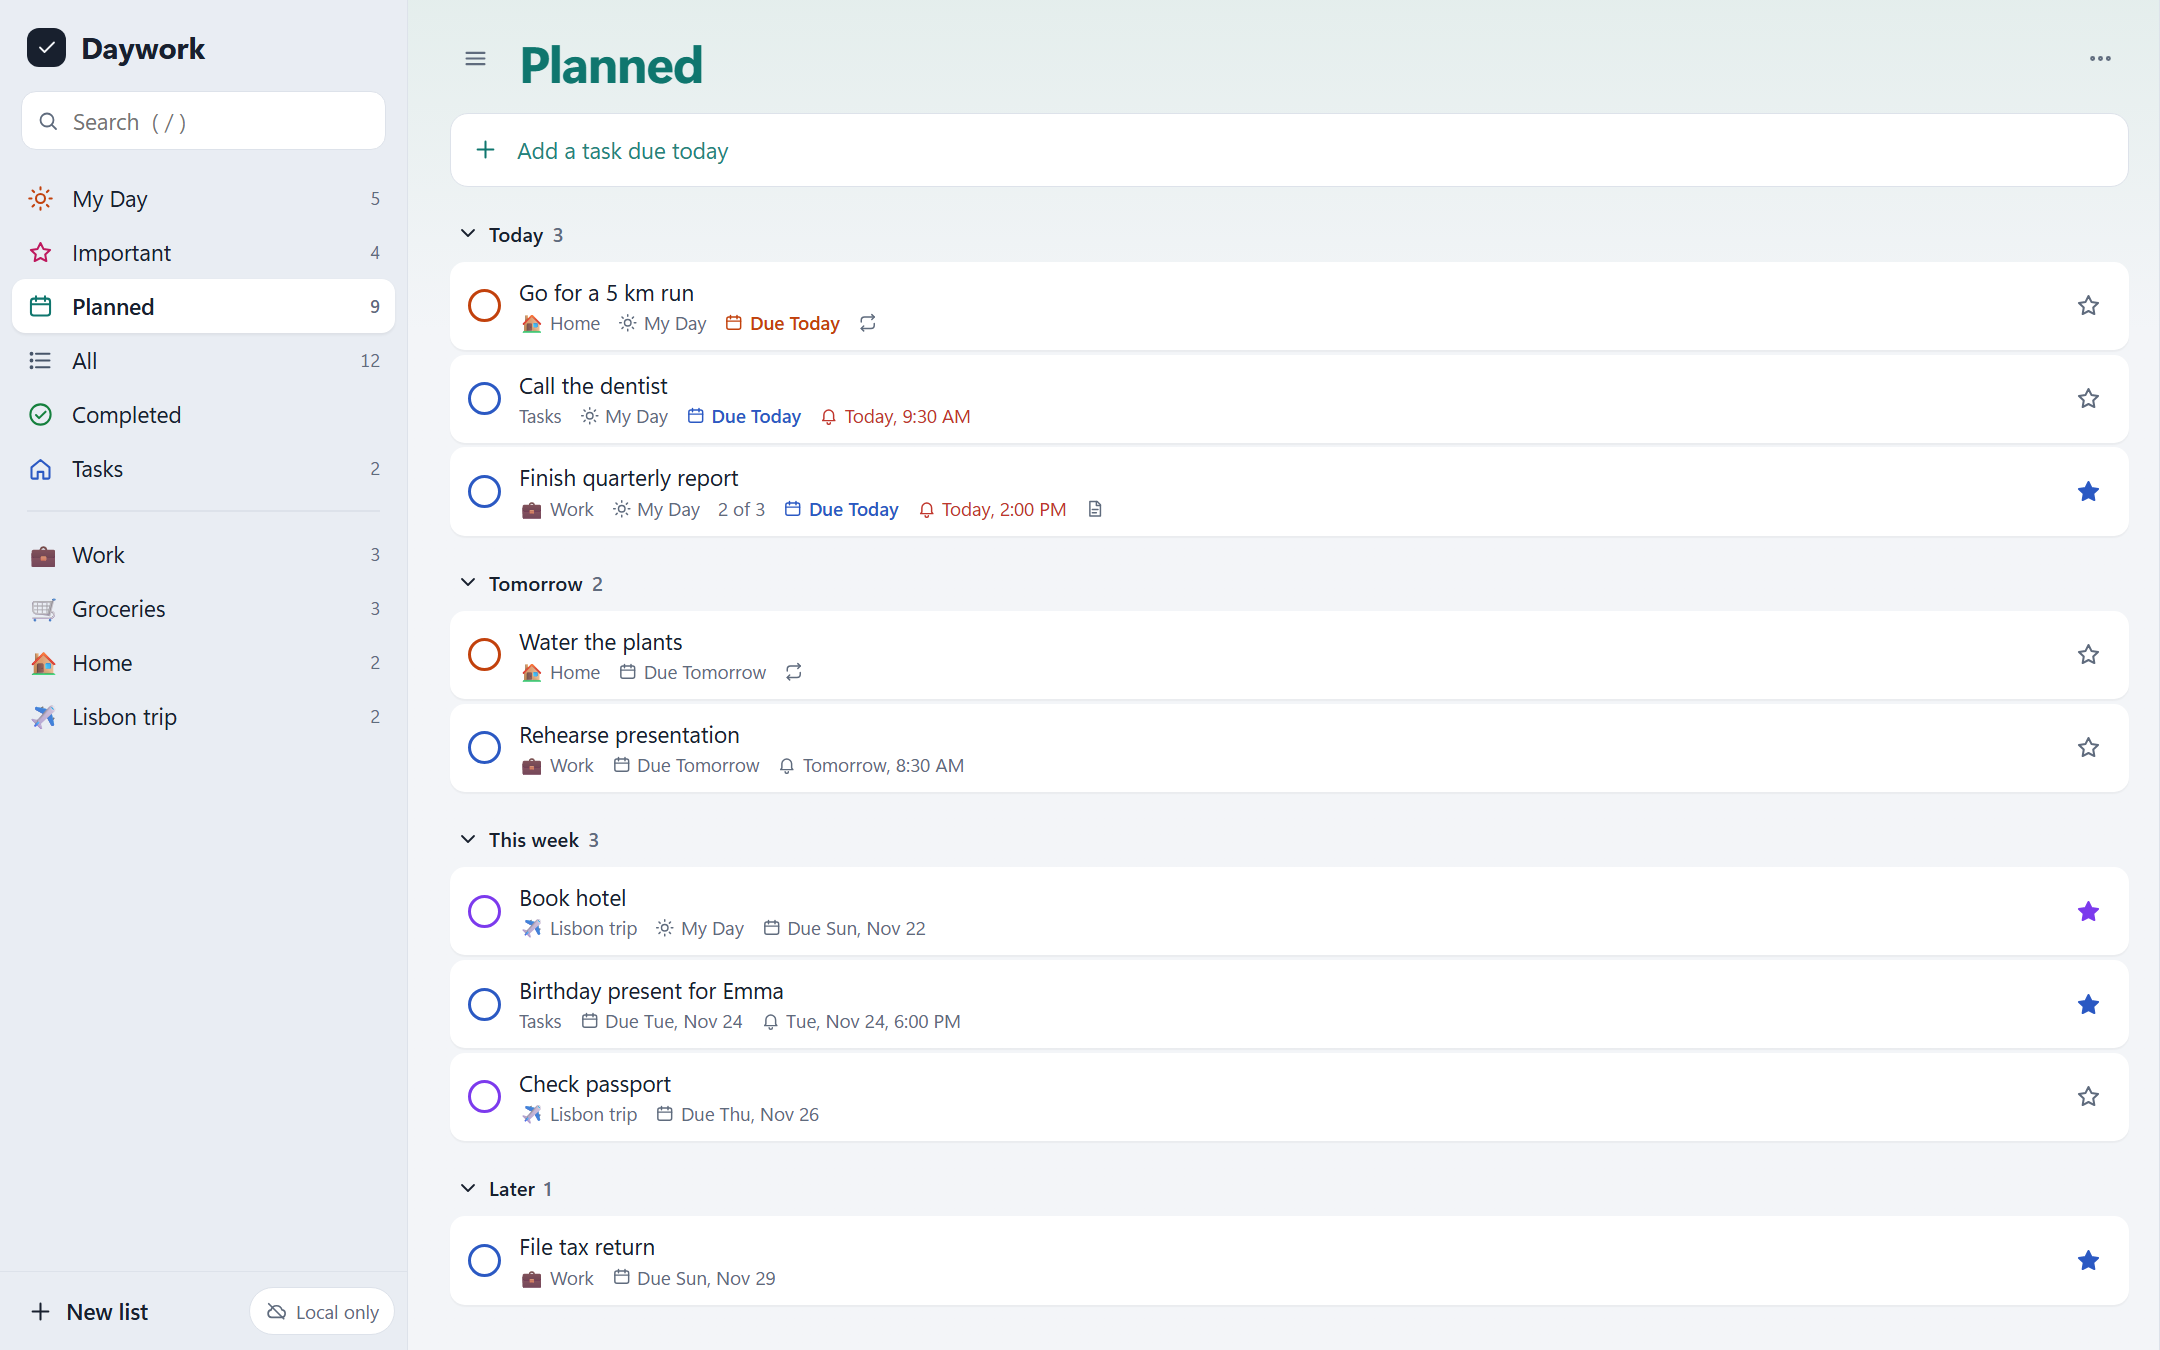 Daywork
Search ( / )
My Day 5
Important 4
Planned 9
All 12
Completed
Tasks 2
Work 3
Groceries 3
Home 2
Lisbon trip 2
New list
Local only
Planned
Add a task due today
Today 3
Go for a 5 km run
Home My Day Due Today
Call the dentist
Tasks My Day Due Today Today, 9:30 AM
Finish quarterly report
Work My Day 2 of 3 Due Today Today, 2:00 PM
Tomorrow 2
Water the plants
Home Due Tomorrow
Rehearse presentation
Work Due Tomorrow Tomorrow, 8:30 AM
This week 3
Book hotel
Lisbon trip My Day Due Sun, Nov 22
Birthday present for Emma
Tasks Due Tue, Nov 24 Tue, Nov 24, 6:00 PM
Check passport
Lisbon trip Due Thu, Nov 26
Later 1
File tax return
Work Due Sun, Nov 29